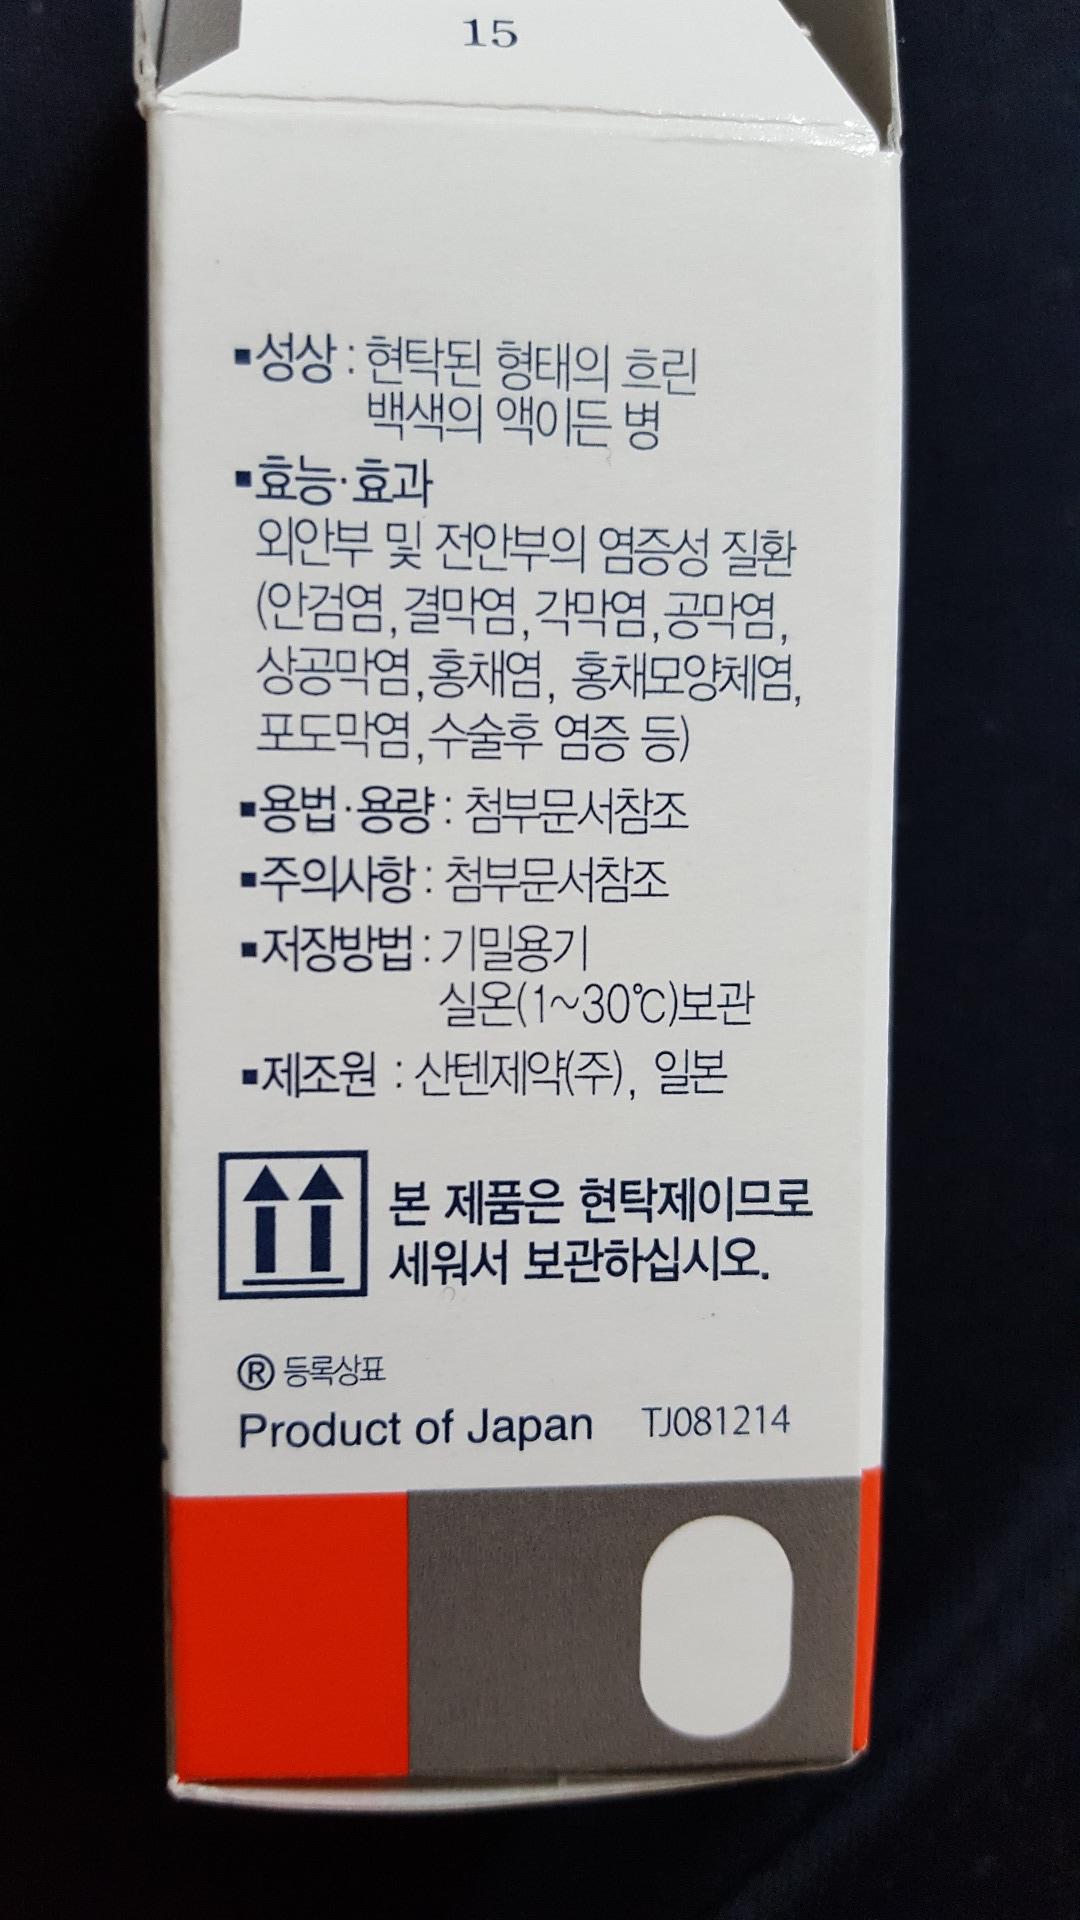 15
▪성상 : 현탁된 형태의 흐린
백색의 액이든 병
▪효능·효과
외안부 및 전안부의 염증성 질환
(안검염, 결막염, 각막염, 공막염,
상공막염, 홍채염, 홍채모양체염,
포도막염, 수술후 염증 등)
▪용법·용량 : 첨부문서참조
▪주의사항 : 첨부문서참조
▪저장방법 : 기밀용기
실온(1~30℃)보관
▪제조원 : 산텐제약(주), 일본
본 제품은 현탁제이므로
세워서 보관하십시오.
® 등록상표
Product of Japan TJ081214